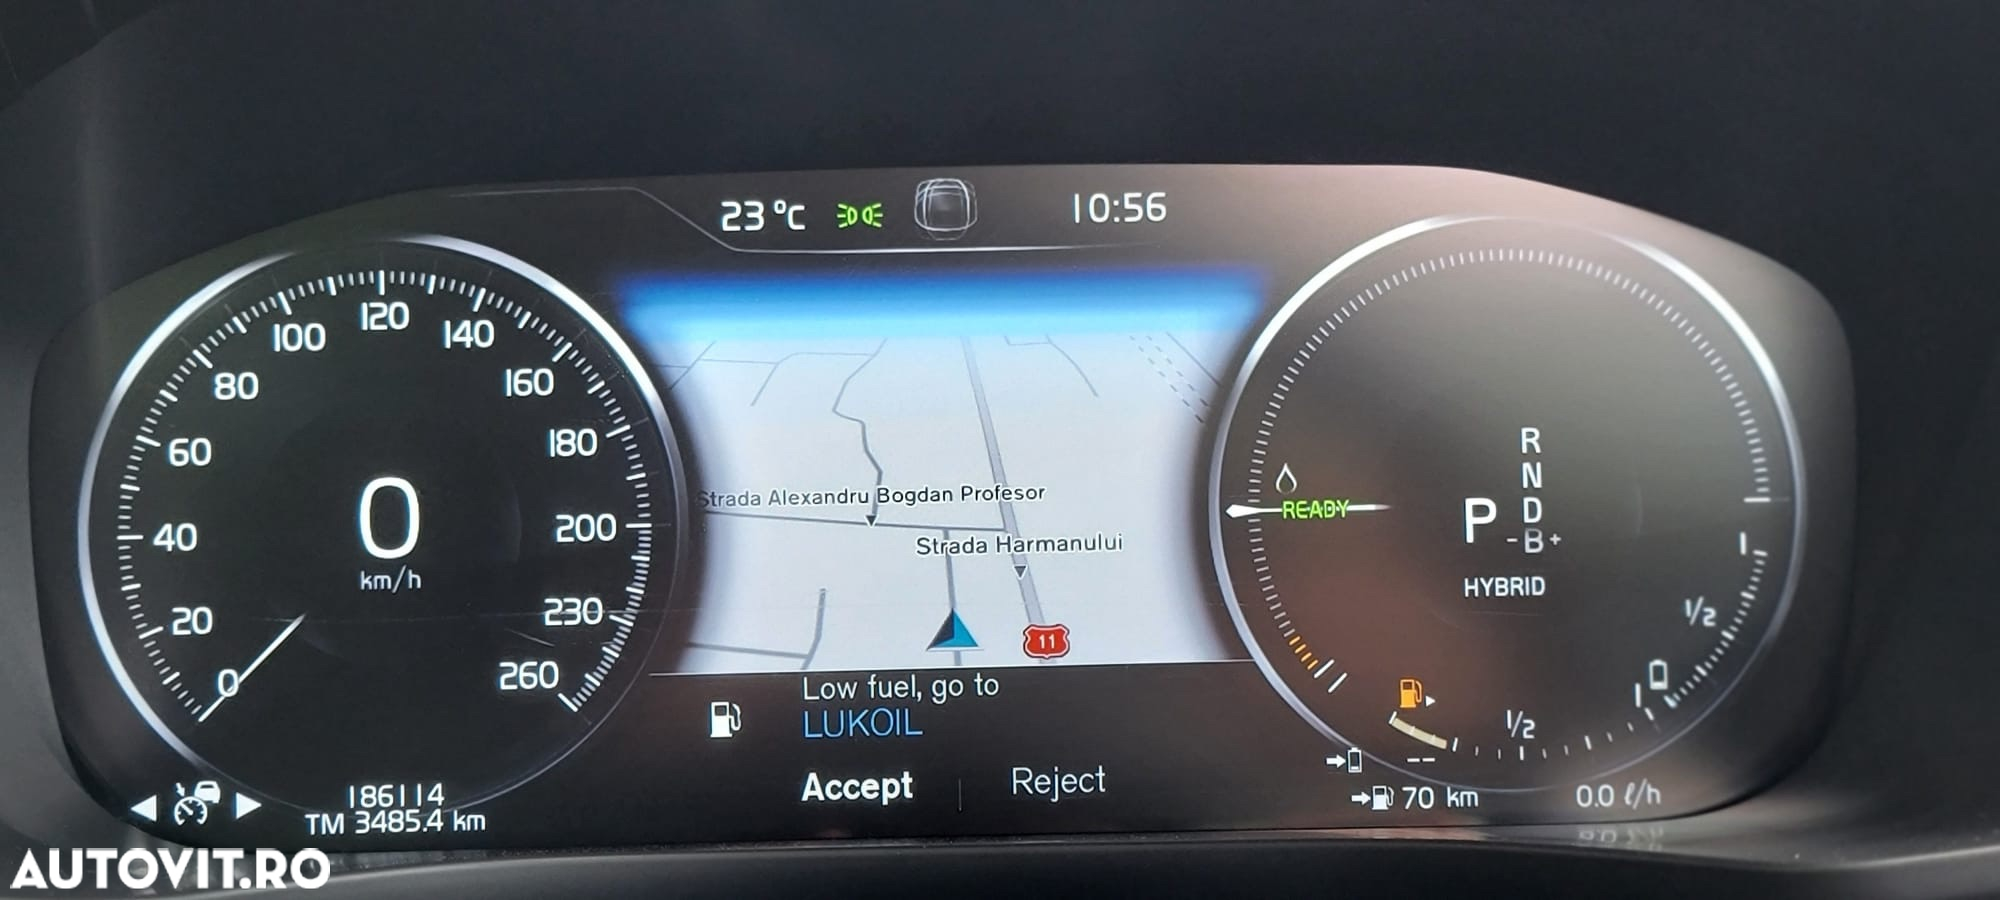 23 °C
10:56
0
20
40
60
80
100
120
140
160
180
200
230
260
0
km/h
Strada Alexandru Bogdan Profesor
Strada Harmanului
11
Low fuel, go to
LUKOIL
Accept
Reject
READY
R
N
D
P
-B+
HYBRID
1
1/2
1/2
1
--
70 km
0.0 ℓ/h
186114
TM 3485.4 km
AUTOVIT.RO